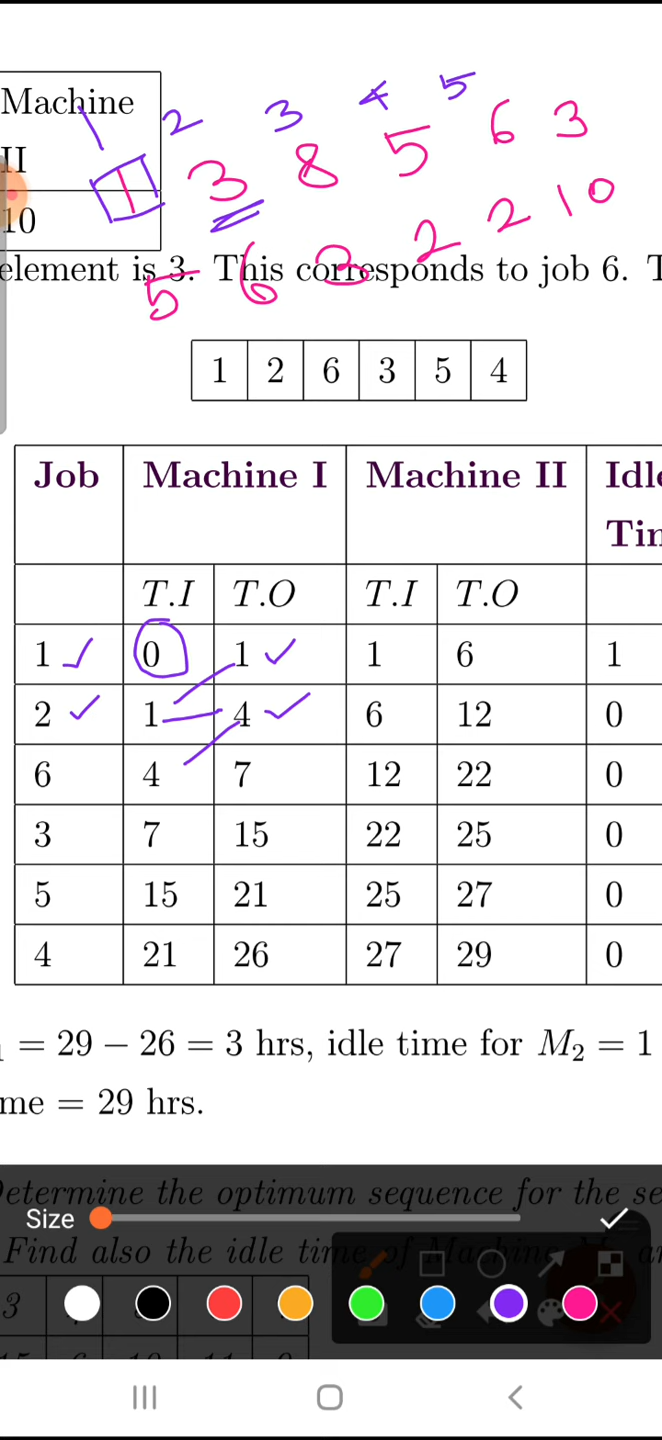 Machine
II
10
1 2 3 4 5
1 3 8 5 6 3
5 6 3 2 2 10
element is 3. This corresponds to job 6. T
1 2 6 3 5 4
Job Machine I Machine II Idle
Tim
T.I T.O T.I T.O
1 0 1 1 6 1
2 1 4 6 12 0
6 4 7 12 22 0
3 7 15 22 25 0
5 15 21 25 27 0
4 21 26 27 29 0
1 = 29 − 26 = 3 hrs, idle time for M2 = 1
me = 29 hrs.
Determine the optimum sequence for the se
Size
Find also the idle time of Machine
3